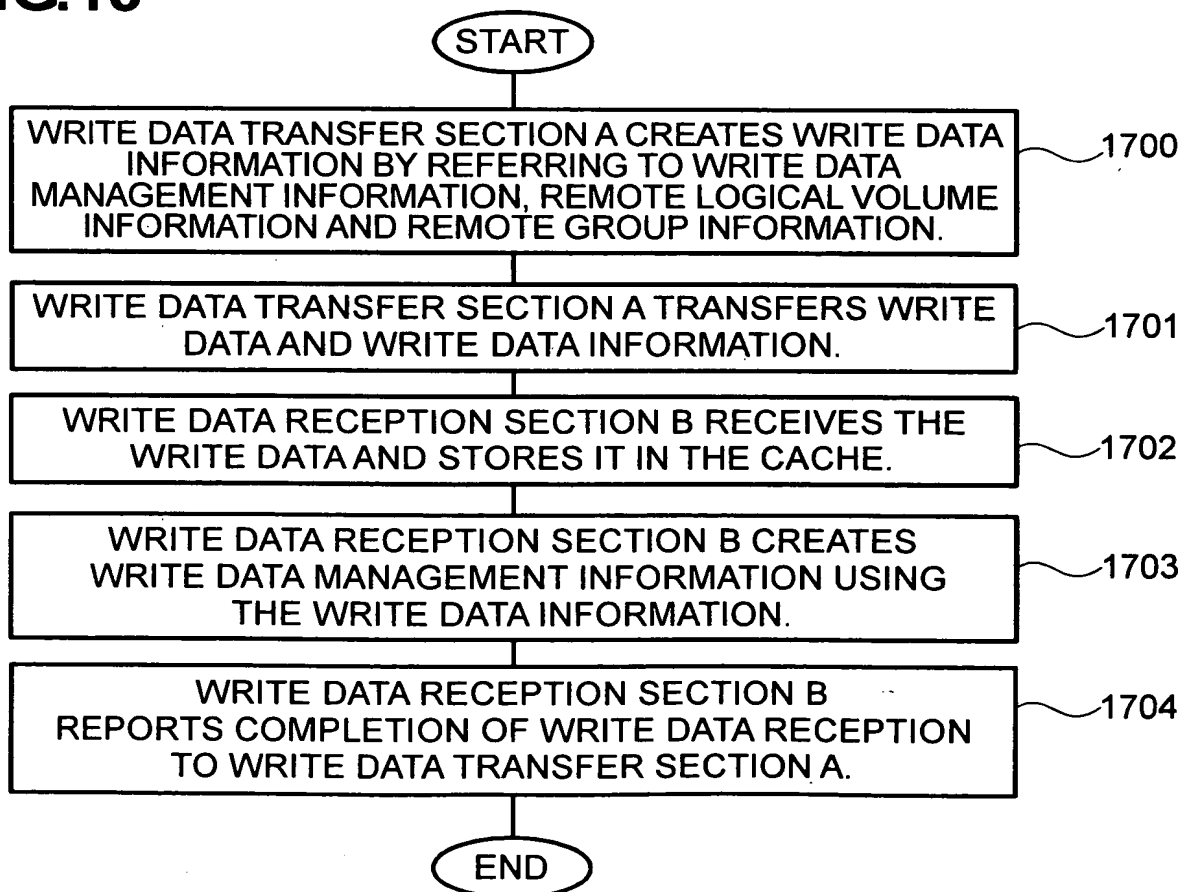 START
WRITE DATA TRANSFER SECTION A CREATES WRITE DATA
INFORMATION BY REFERRING TO WRITE DATA
MANAGEMENT INFORMATION, REMOTE LOGICAL VOLUME
INFORMATION AND REMOTE GROUP INFORMATION.
1700
WRITE DATA TRANSFER SECTION A TRANSFERS WRITE
DATA AND WRITE DATA INFORMATION.
1701
WRITE DATA RECEPTION SECTION B RECEIVES THE
WRITE DATA AND STORES IT IN THE CACHE.
1702
WRITE DATA RECEPTION SECTION B CREATES
WRITE DATA MANAGEMENT INFORMATION USING
THE WRITE DATA INFORMATION.
1703
WRITE DATA RECEPTION SECTION B
REPORTS COMPLETION OF WRITE DATA RECEPTION
TO WRITE DATA TRANSFER SECTION A.
1704
END